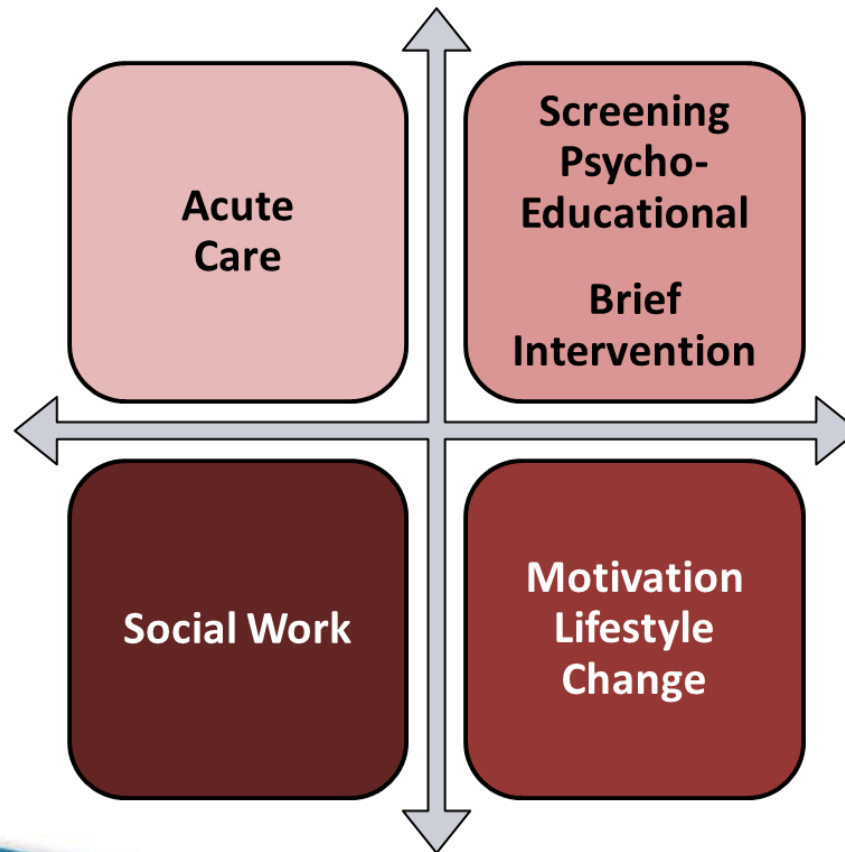 Acute
Care
Screening
Psycho-
Educational
Brief
Intervention
Social Work
Motivation
Lifestyle
Change